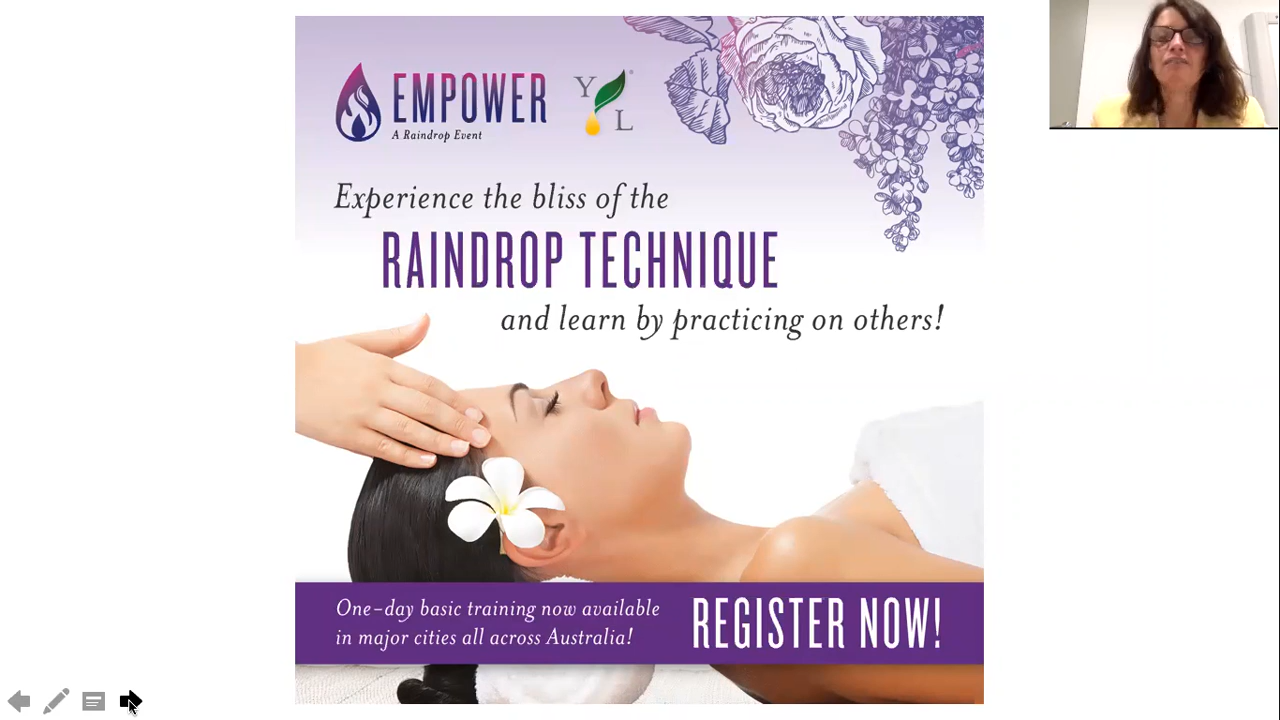 EMPOWER
A Raindrop Event
Y L
Experience the bliss of the
RAINDROP TECHNIQUE
and learn by practicing on others!
One-day basic training now available
in major cities all across Australia!
REGISTER NOW!